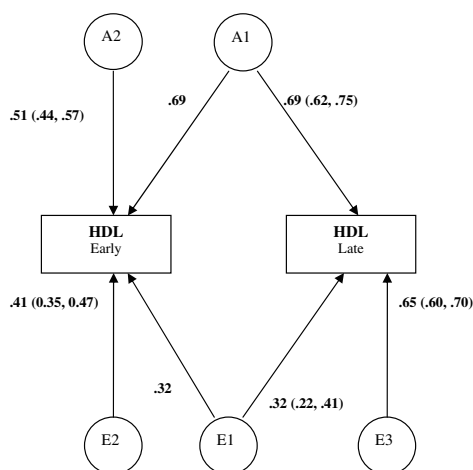 A2
A1
.51 (.44, .57)
.69
.69 (.62, .75)
HDL
Early
HDL
Late
.41 (0.35, 0.47)
.65 (.60, .70)
.32
.32 (.22, .41)
E2
E1
E3